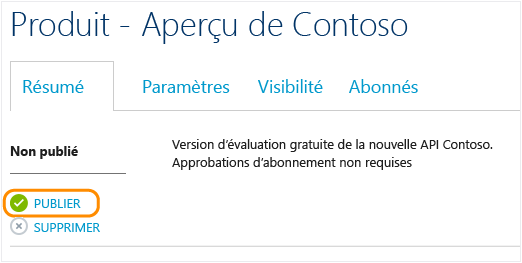 Produit - Aperçu de Contoso
Résumé Paramètres Visibilité Abonnés
Non publié
Version d'évaluation gratuite de la nouvelle API Contoso.
Approbations d'abonnement non requises
PUBLIER
SUPPRIMER